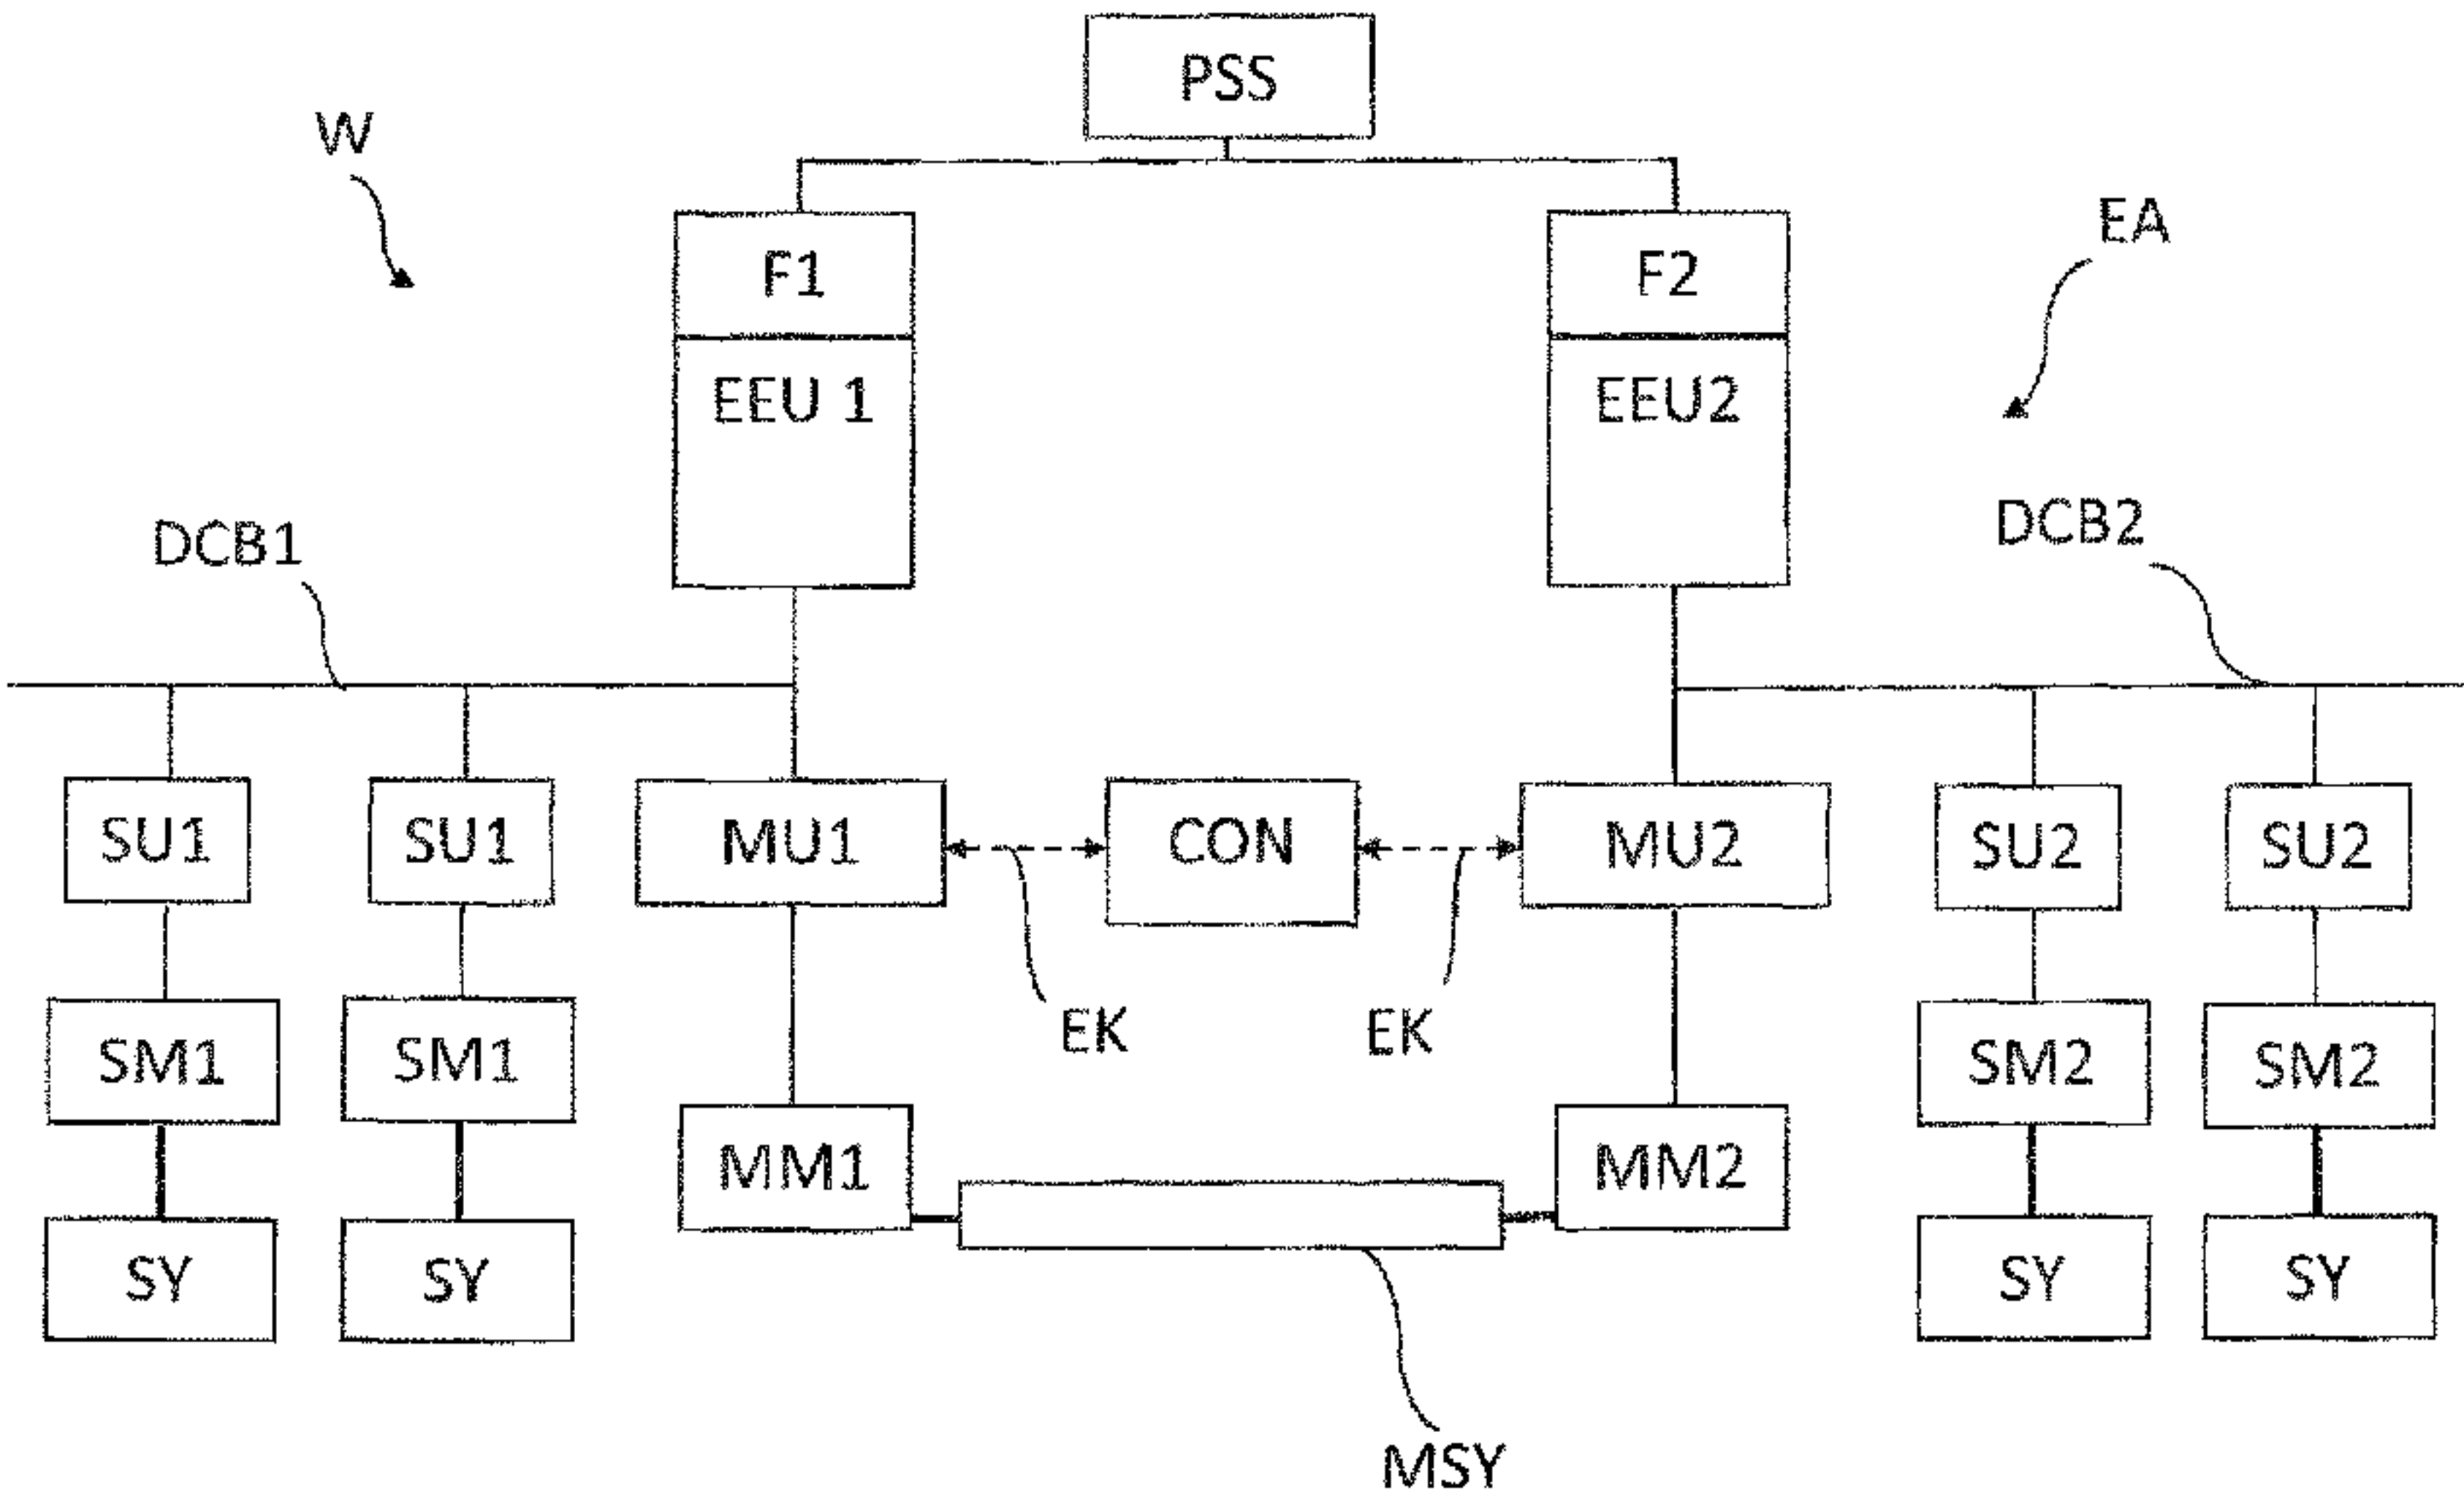 PSS
W
EA
F1
F2
EEU 1
EEU2
DCB1
DCB2
SU1
SU1
MU1
CON
MU2
SU2
SU2
EK
EK
SM1
SM1
SM2
SM2
MM1
MM2
SY
SY
SY
SY
MSY